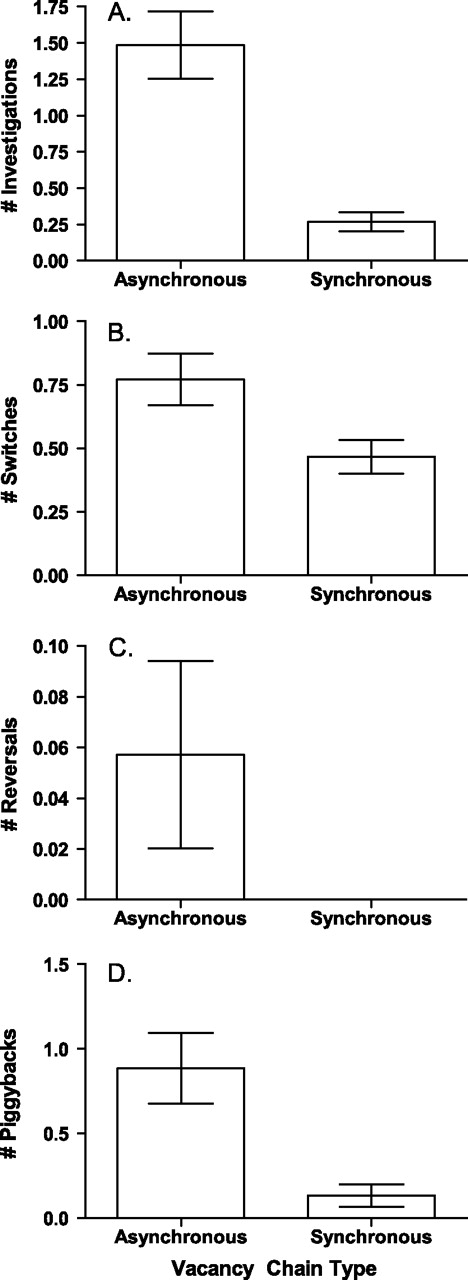 A.
# Investigations
1.75
1.50
1.25
1.00
0.75
0.50
0.25
0.00
Asynchronous Synchronous
B.
# Switches
1.00
0.75
0.50
0.25
0.00
Asynchronous Synchronous
C.
# Reversals
0.10
0.08
0.06
0.04
0.02
0.00
Asynchronous Synchronous
D.
# Piggybacks
1.5
1.0
0.5
0.0
Asynchronous Synchronous
Vacancy Chain Type